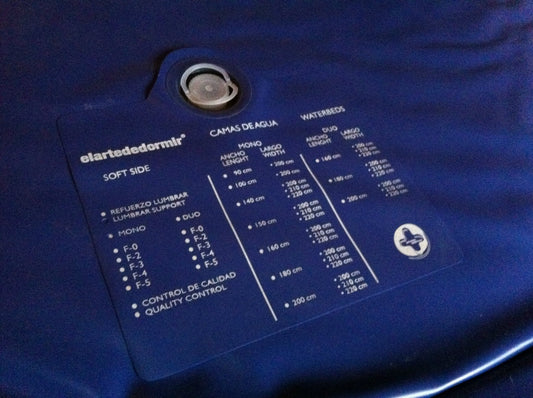 elartededormir®
SOFT SIDE
• REFUERZO LUMBRAR
LUMBRAR SUPPORT
• MONO • DUO
• F-0 • F-0
• F-2 • F-2
• F-3 • F-3
• F-4 • F-4
• F-5 • F-5
• CONTROL DE CALIDAD
• QUALITY CONTROL
CAMAS DE AGUA WATERBEDS
MONO
ANCHO LARGO
LENGHT WIDTH
• 90 cm • 200 cm
• 100 cm • 200 cm
• 200 cm
• 140 cm • 210 cm
• 220 cm
• 200 cm
• 150 cm • 210 cm
• 220 cm
• 200 cm
• 160 cm • 210 cm
• 220 cm
• 200 cm
• 180 cm • 210 cm
• 220 cm
• 200 cm
• 200 cm • 210 cm
• 220 cm
DUO
ANCHO LARGO
LENGHT WIDTH
• 200 cm
• 160 cm • 210 cm
• 220 cm
• 200 cm
• 180 cm • 210 cm
• 220 cm
• 200 cm
• 200 cm • 210 cm
• 220 cm